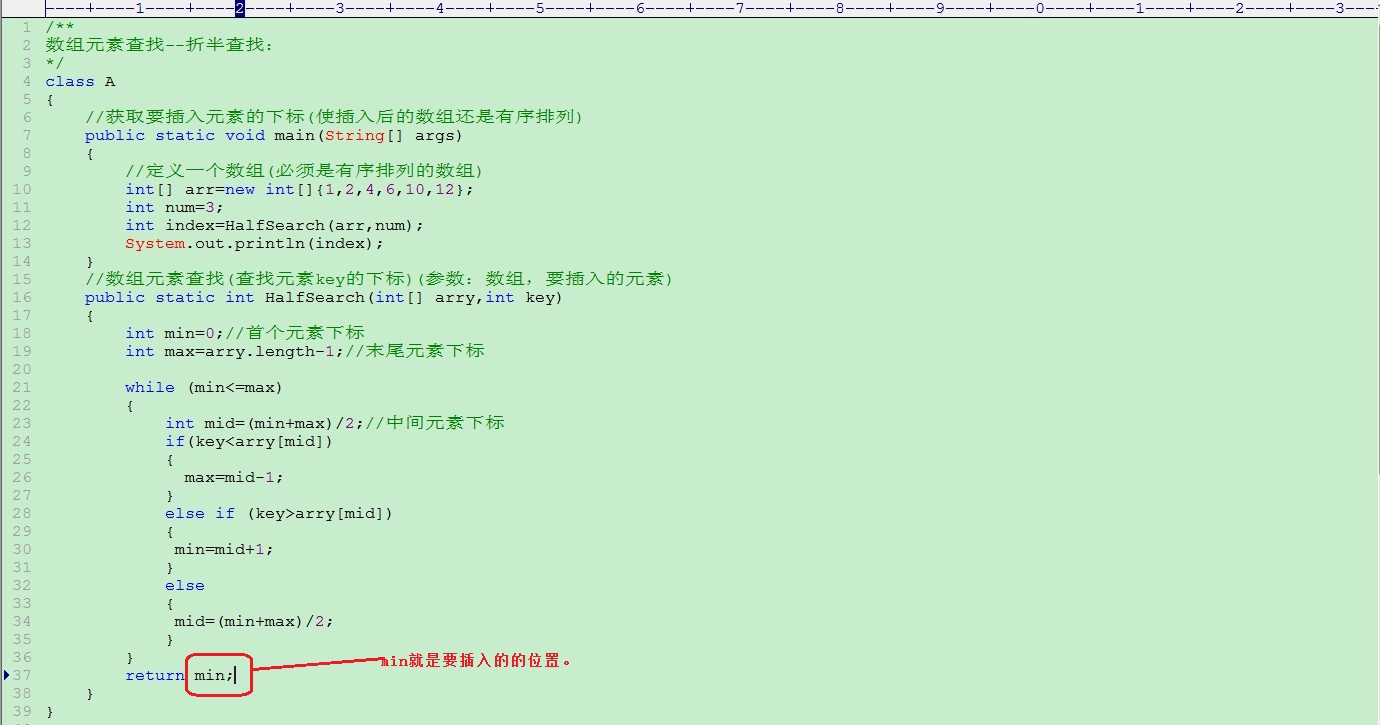 ----+----1----+----2----+----3----+----4----+----5----+----6----+----7----+----8----+----9----+----0----+----1----+----2----+----3----
1 /**
2 数组元素查找--折半查找：
3 */
4 class A
5 {
6 //获取要插入元素的下标(使插入后的数组还是有序排列)
7 public static void main(String[] args)
8 {
9 //定义一个数组(必须是有序排列的数组)
10 int[] arr=new int[]{1,2,4,6,10,12};
11 int num=3;
12 int index=HalfSearch(arr,num);
13 System.out.println(index);
14 }
15 //数组元素查找(查找元素key的下标)(参数：数组，要插入的元素)
16 public static int HalfSearch(int[] arry,int key)
17 {
18 int min=0;//首个元素下标
19 int max=arry.length-1;//末尾元素下标
20
21 while (min<=max)
22 {
23 int mid=(min+max)/2;//中间元素下标
24 if(key<arry[mid])
25 {
26 max=mid-1;
27 }
28 else if (key>arry[mid])
29 {
30 min=mid+1;
31 }
32 else
33 {
34 mid=(min+max)/2;
35 }
36 }
min就是要插入的的位置。
37 return min;
38 }
39 }